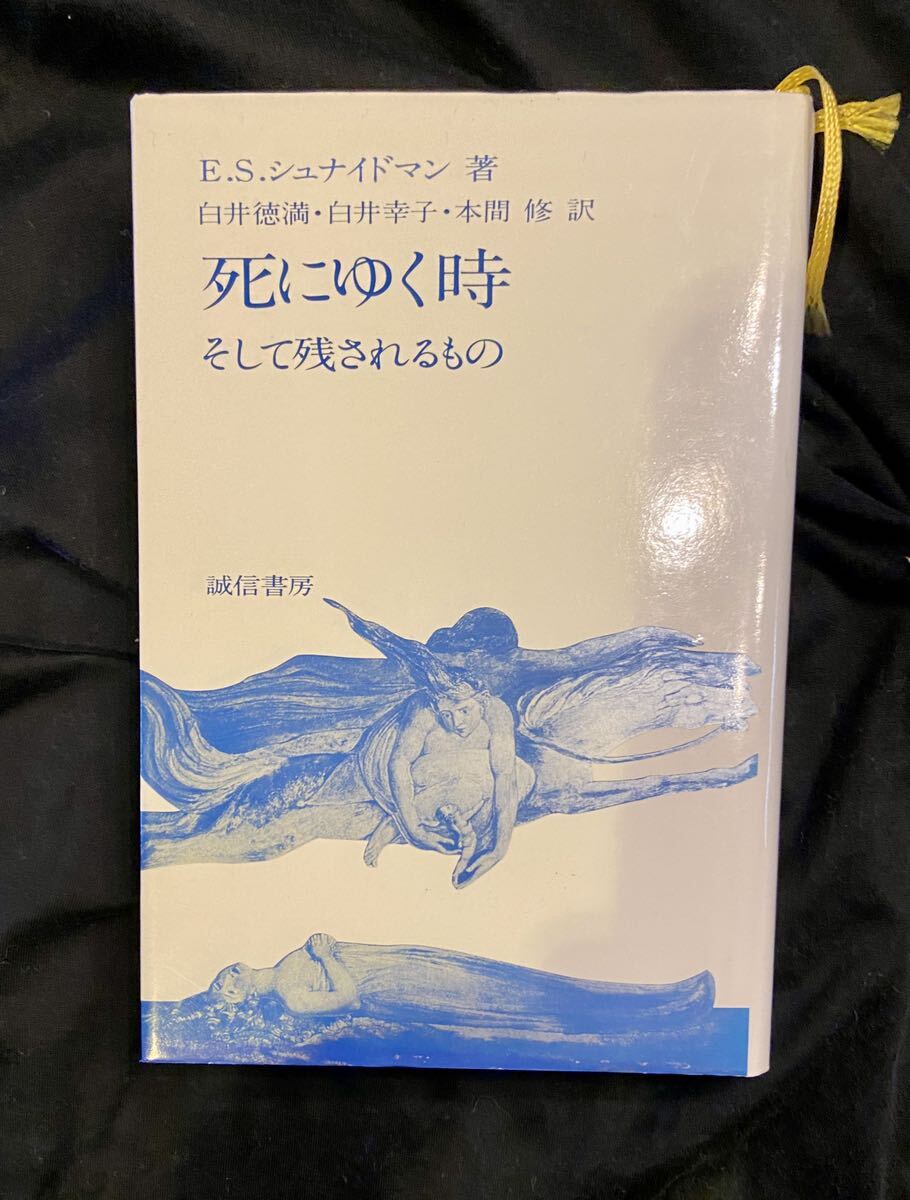 E.S.シュナイドマン 著
白井徳満・白井幸子・本間 修 訳
死にゆく時
そして残されるもの
誠信書房